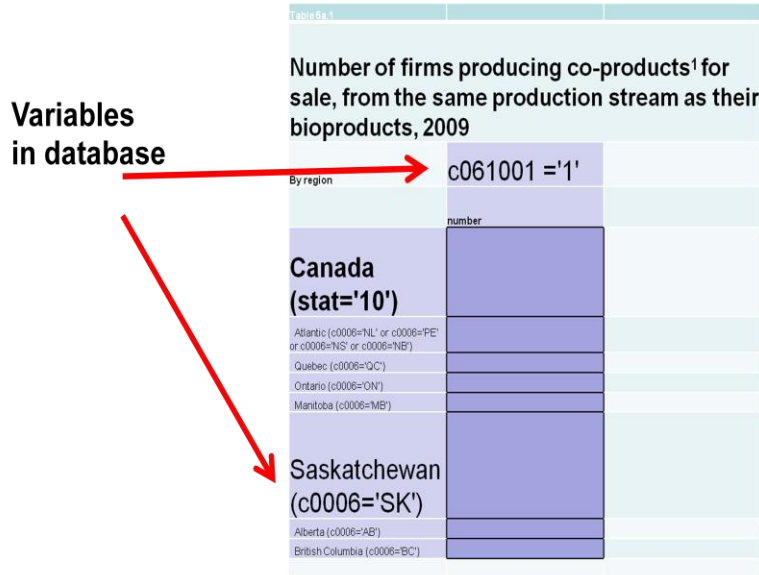 Table 6a.1
Number of firms producing co-products¹ for
sale, from the same production stream as their
bioproducts, 2009
Variables
in database
By region
c061001 ='1'
number
Canada
(stat='10')
Atlantic (c0006='NL' or c0006='PE'
or c0006='NS' or c0006='NB')
Quebec (c0006='QC')
Ontario (c0006='ON')
Manitoba (c0006='MB')
Saskatchewan
(c0006='SK')
Alberta (c0006='AB')
British Columbia (c0006='BC')